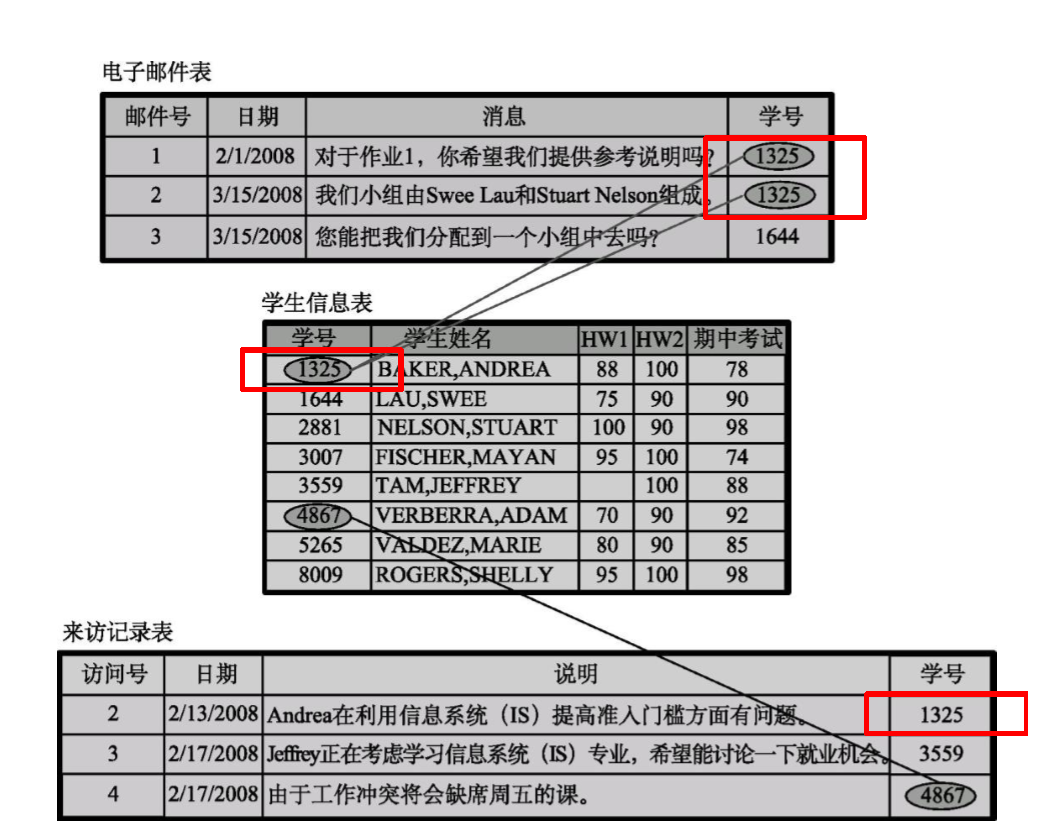 电子邮件表
邮件号 日期 消息 学号
1 2/1/2008 对于作业1，你希望我们提供参考说明吗? 1325
2 3/15/2008 我们小组由Swee Lau和Stuart Nelson组成。 1325
3 3/15/2008 您能把我们分配到一个小组中去吗? 1644
学生信息表
学号 学生姓名 HW1 HW2 期中考试
1325 BAKER,ANDREA 88 100 78
1644 LAU,SWEE 75 90 90
2881 NELSON,STUART 100 90 98
3007 FISCHER,MAYAN 95 100 74
3559 TAM,JEFFREY 100 88
4867 VERBERRA,ADAM 70 90 92
5265 VALDEZ,MARIE 80 90 85
8009 ROGERS,SHELLY 95 100 98
来访记录表
访问号 日期 说明 学号
2 2/13/2008 Andrea在利用信息系统（IS）提高准入门槛方面有问题。 1325
3 2/17/2008 Jeffrey正在考虑学习信息系统（IS）专业，希望能讨论一下就业机会。 3559
4 2/17/2008 由于工作冲突将会缺席周五的课。 4867